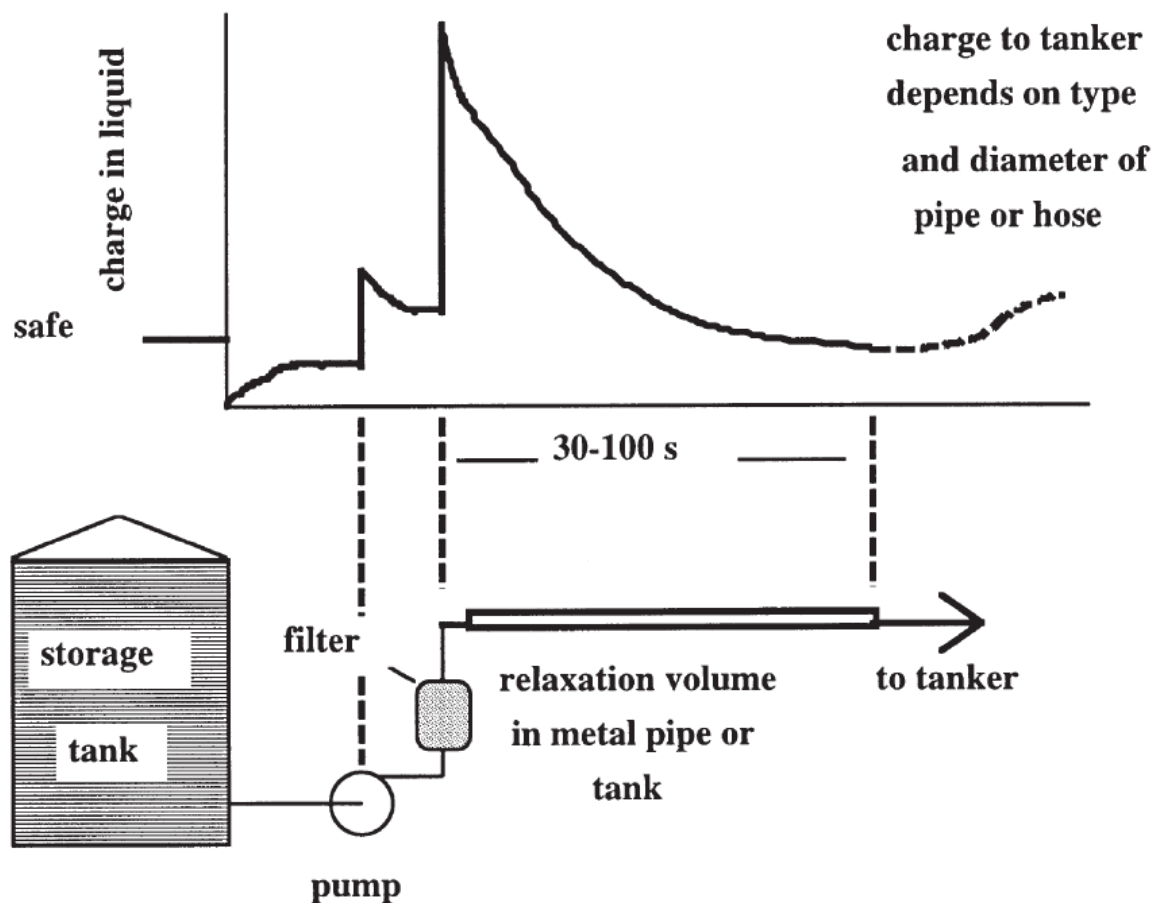 charge in liquid
charge to tanker
depends on type
and diameter of
pipe or hose
safe
30-100 s
filter
storage
tank
relaxation volume
in metal pipe or
tank
to tanker
pump